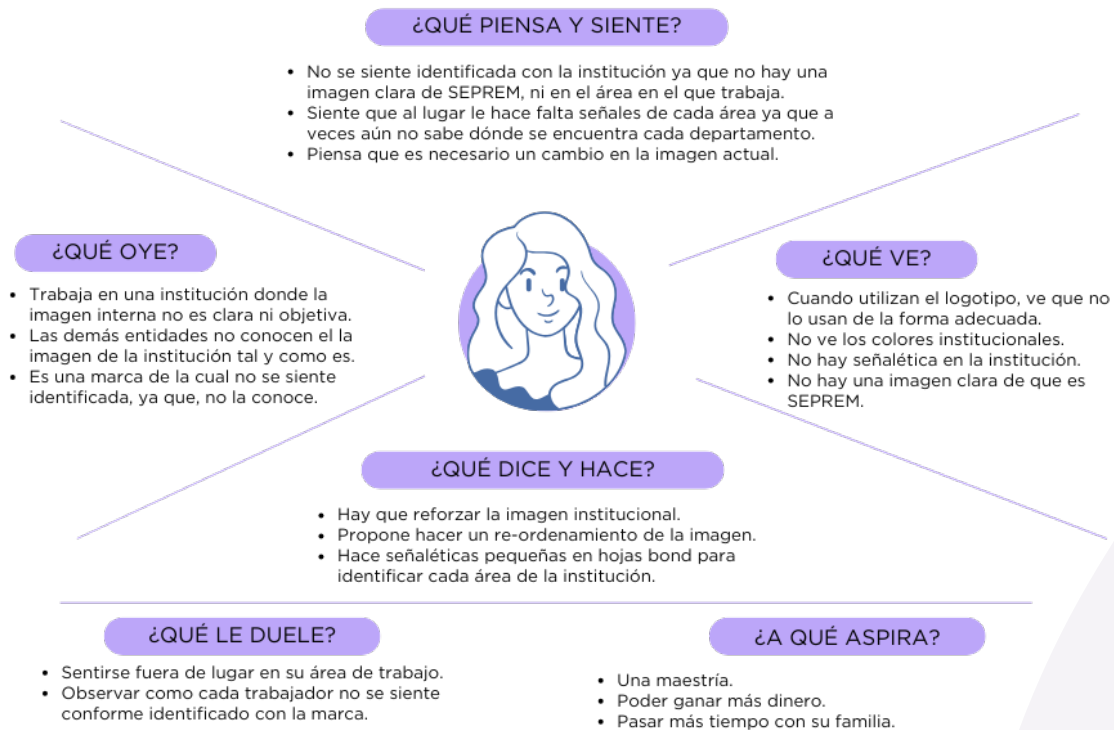 ¿QUÉ PIENSA Y SIENTE?
• No se siente identificada con la institución ya que no hay una
imagen clara de SEPREM, ni en el área en el que trabaja.
• Siente que al lugar le hace falta señales de cada área ya que a
veces aún no sabe dónde se encuentra cada departamento.
• Piensa que es necesario un cambio en la imagen actual.
¿QUÉ OYE?
• Trabaja en una institución donde la
imagen interna no es clara ni objetiva.
• Las demás entidades no conocen el la
imagen de la institución tal y como es.
• Es una marca de la cual no se siente
identificada, ya que, no la conoce.
¿QUÉ VE?
• Cuando utilizan el logotipo, ve que no
lo usan de la forma adecuada.
• No ve los colores institucionales.
• No hay señalética en la institución.
• No hay una imagen clara de que es
SEPREM.
¿QUÉ DICE Y HACE?
• Hay que reforzar la imagen institucional.
• Propone hacer un re-ordenamiento de la imagen.
• Hace señaléticas pequeñas en hojas bond para
identificar cada área de la institución.
¿QUÉ LE DUELE?
• Sentirse fuera de lugar en su área de trabajo.
• Observar como cada trabajador no se siente
conforme identificado con la marca.
¿A QUÉ ASPIRA?
• Una maestría.
• Poder ganar más dinero.
• Pasar más tiempo con su familia.